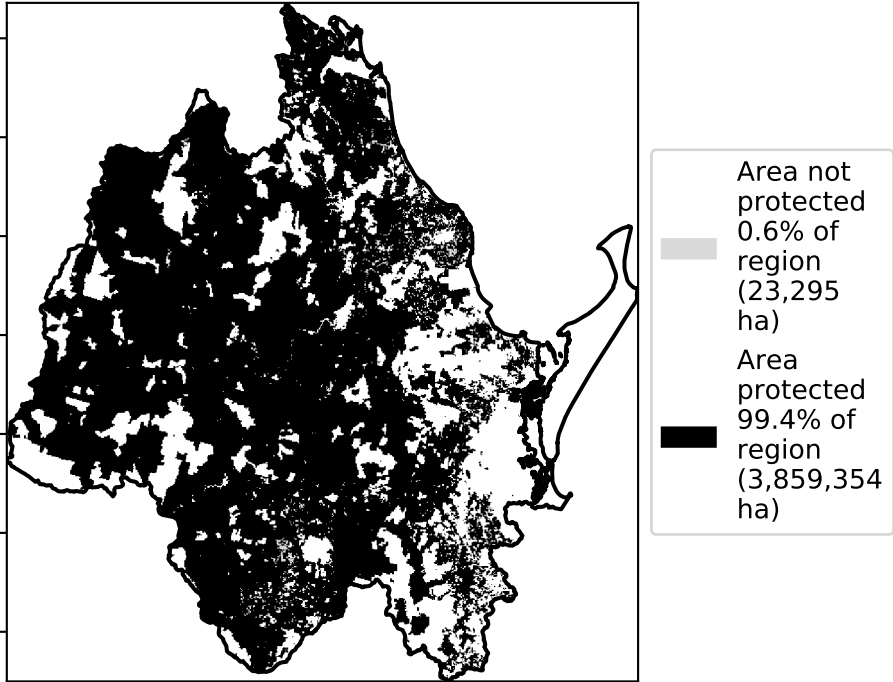 Area not
protected
0.6% of
region
(23,295
ha)
Area
protected
99.4% of
region
(3,859,354
ha)